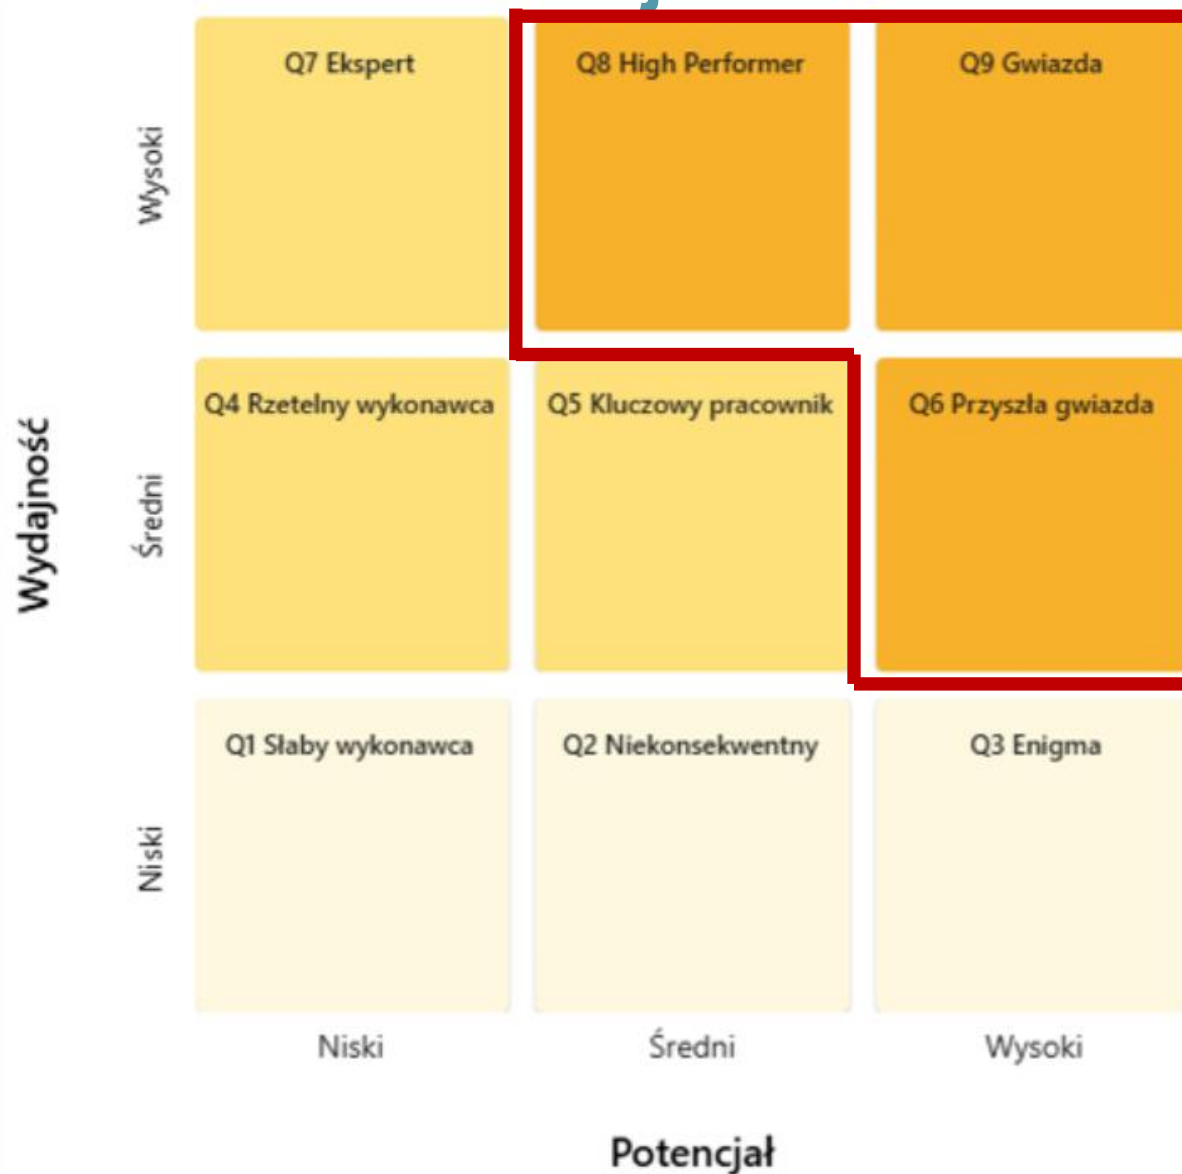 Q7 Ekspert
Q8 High Performer
Q9 Gwiazda
Wysoki
Q4 Rzetelny wykonawca
Q5 Kluczowy pracownik
Q6 Przyszła gwiazda
Średni
Wydajność
Q1 Słaby wykonawca
Q2 Niekonsekwentny
Q3 Enigma
Niski
Niski
Średni
Wysoki
Potencjał